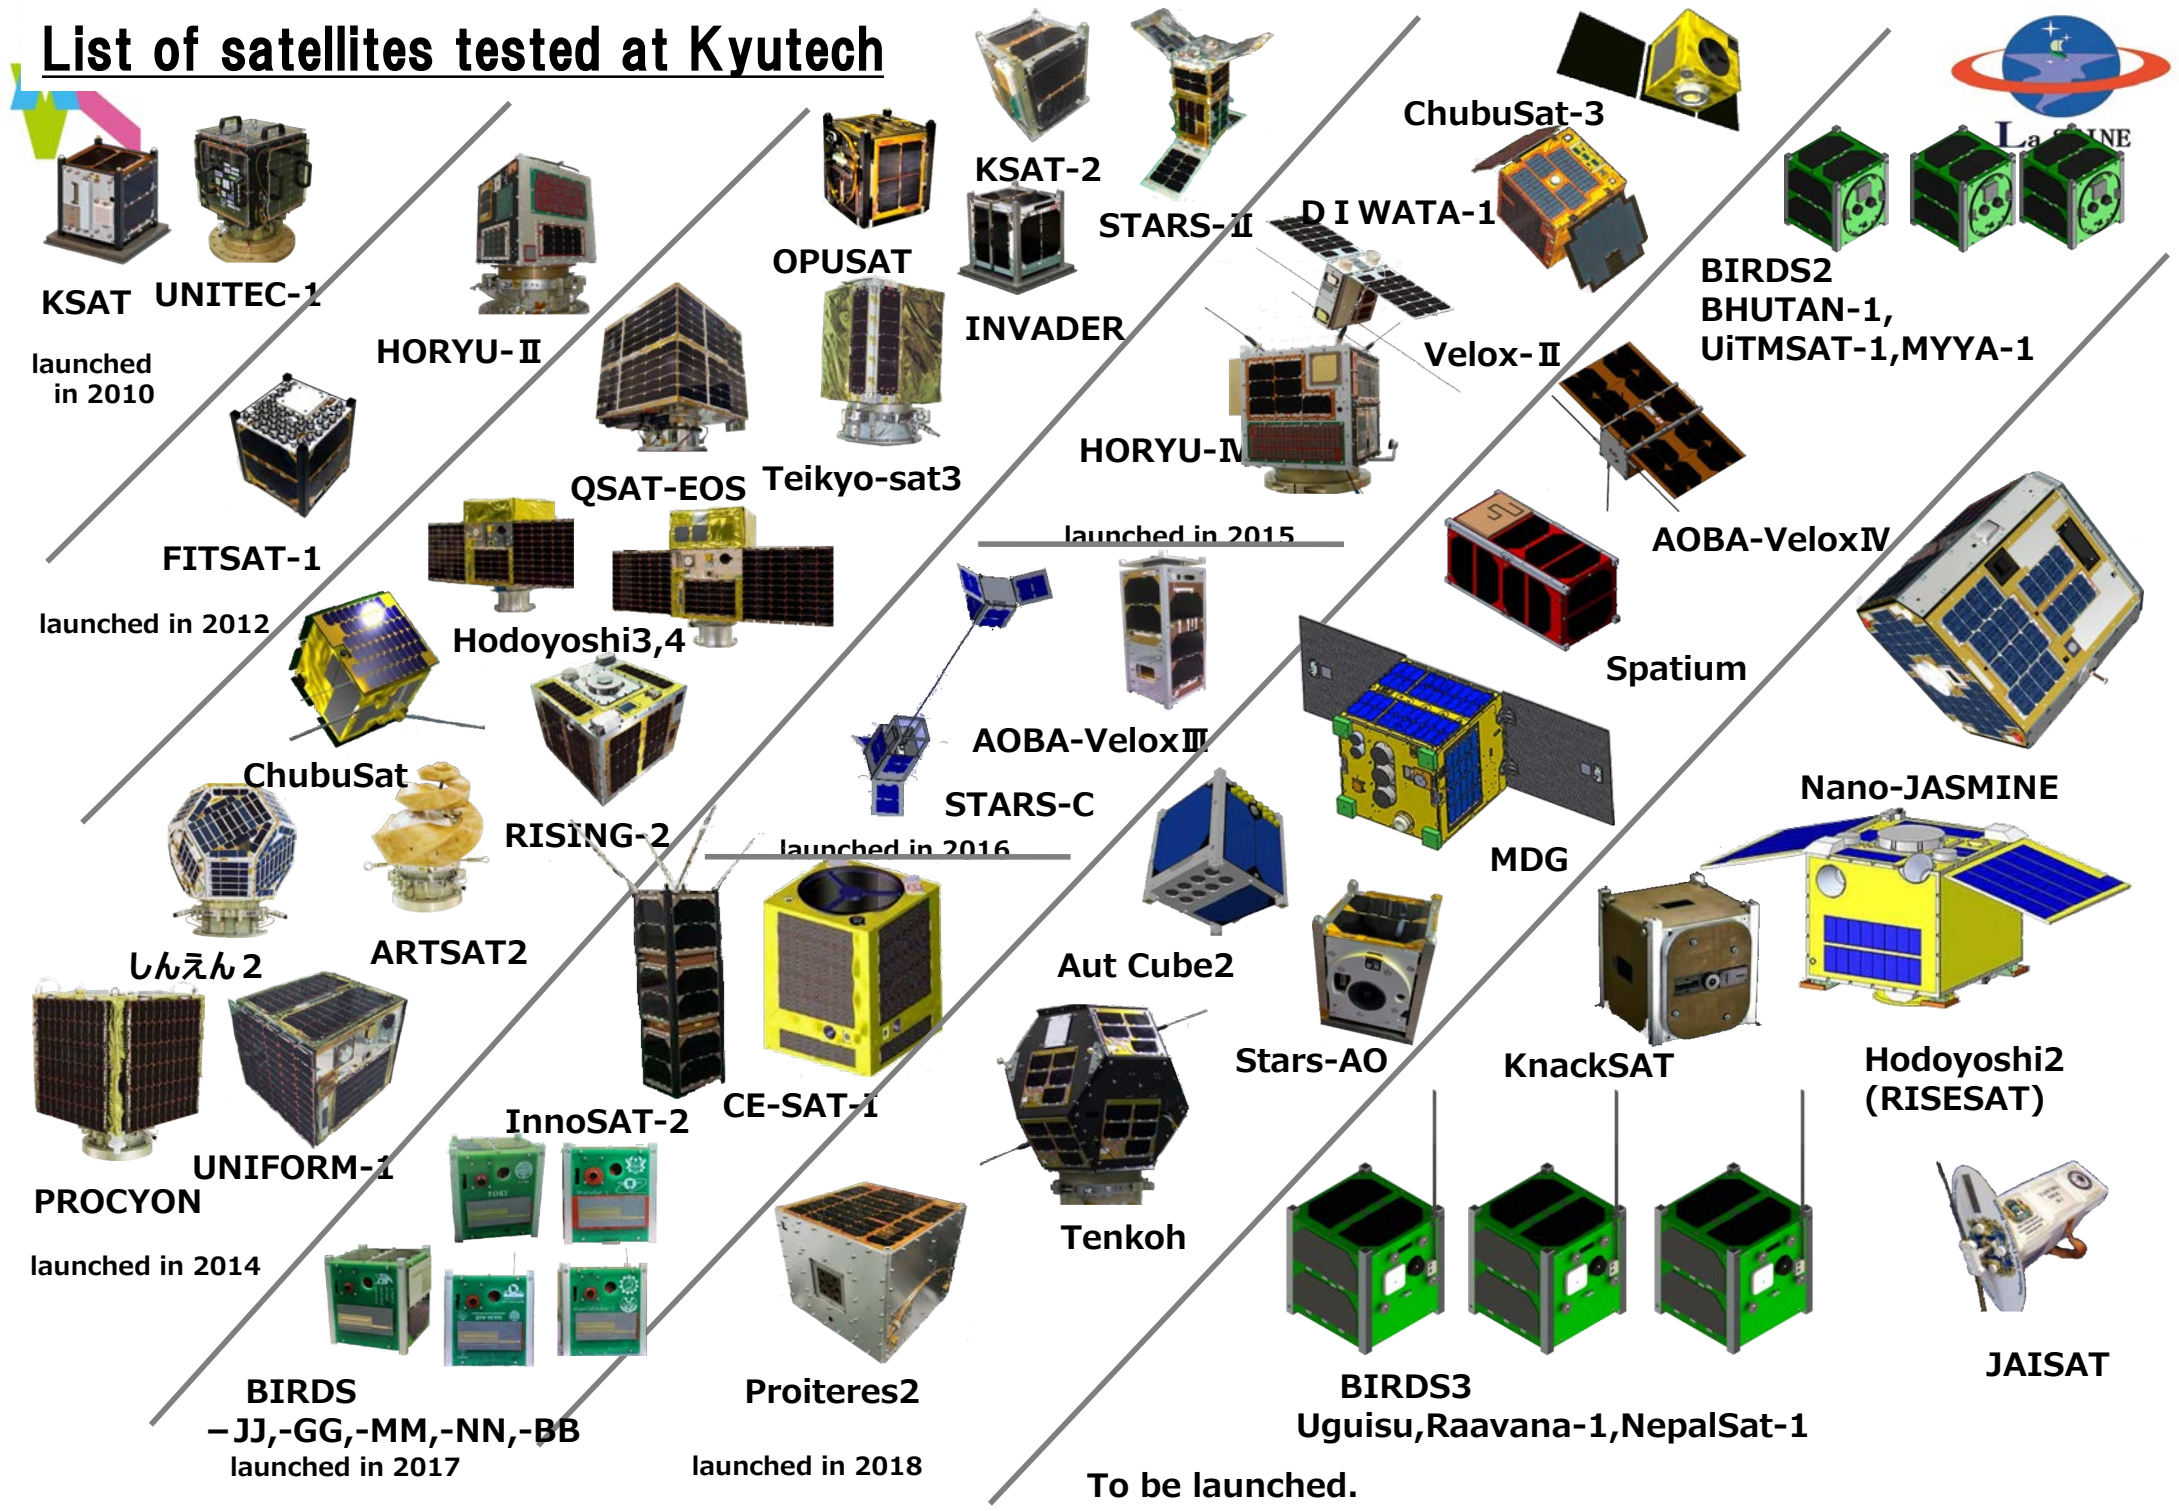 List of satellites tested at Kyutech
La SEINE
KSAT
UNITEC-1
launched
in 2010
HORYU-Ⅱ
FITSAT-1
launched in 2012
KSAT-2
STARS-Ⅱ
OPUSAT
INVADER
QSAT-EOS
Teikyo-sat3
Hodoyoshi3,4
ChubuSat
RISING-2
しんえん2
ARTSAT2
PROCYON
UNIFORM-1
launched in 2014
ChubuSat-3
DIWATA-1
Velox-Ⅱ
HORYU-Ⅳ
launched in 2015
AOBA-VeloxⅢ
STARS-C
launched in 2016
InnoSAT-2
CE-SAT-I
BIRDS
－JJ,-GG,-MM,-NN,-BB
launched in 2017
BIRDS2
BHUTAN-1,
UiTMSAT-1,MYYA-1
AOBA-VeloxⅣ
Spatium
MDG
Aut Cube2
Stars-AO
Tenkoh
Proiteres2
launched in 2018
Nano-JASMINE
KnackSAT
Hodoyoshi2
(RISESAT)
BIRDS3
Uguisu,Raavana-1,NepalSat-1
JAISAT
To be launched.